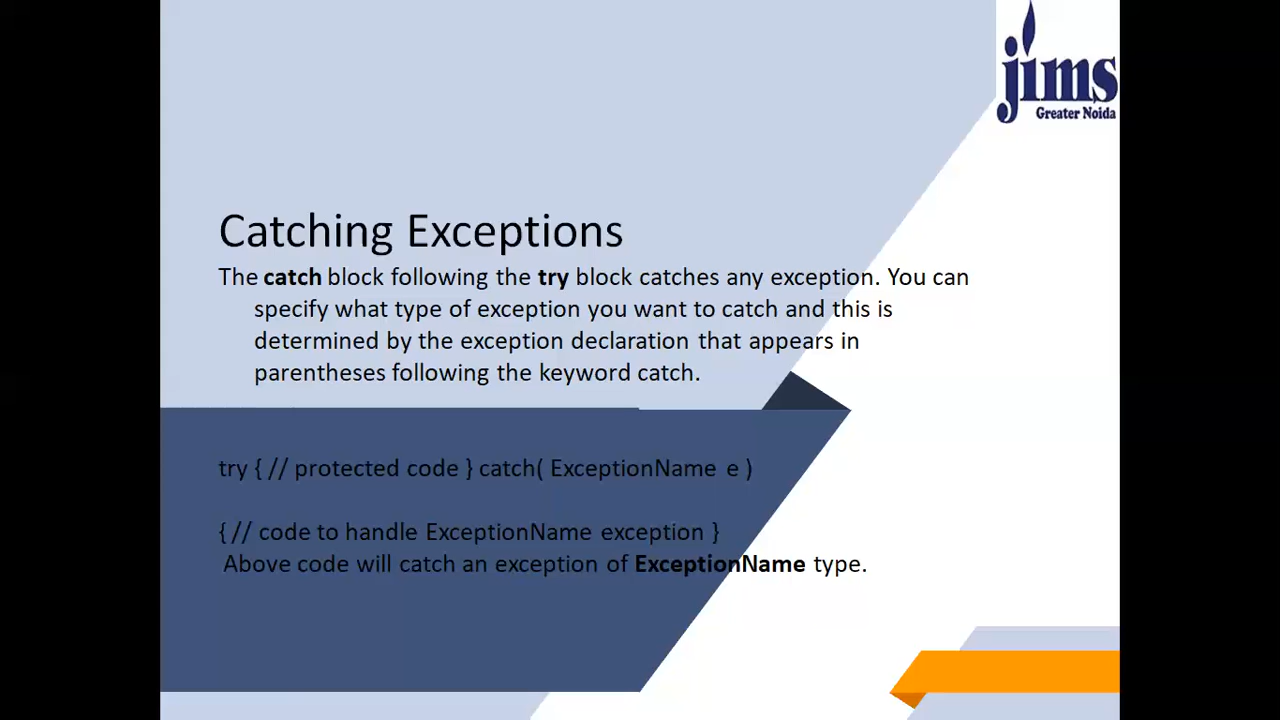 jims
Greater Noida
Catching Exceptions
The catch block following the try block catches any exception. You can
specify what type of exception you want to catch and this is
determined by the exception declaration that appears in
parentheses following the keyword catch.
try { // protected code } catch( ExceptionName e )
{ // code to handle ExceptionName exception }
Above code will catch an exception of ExceptionName type.